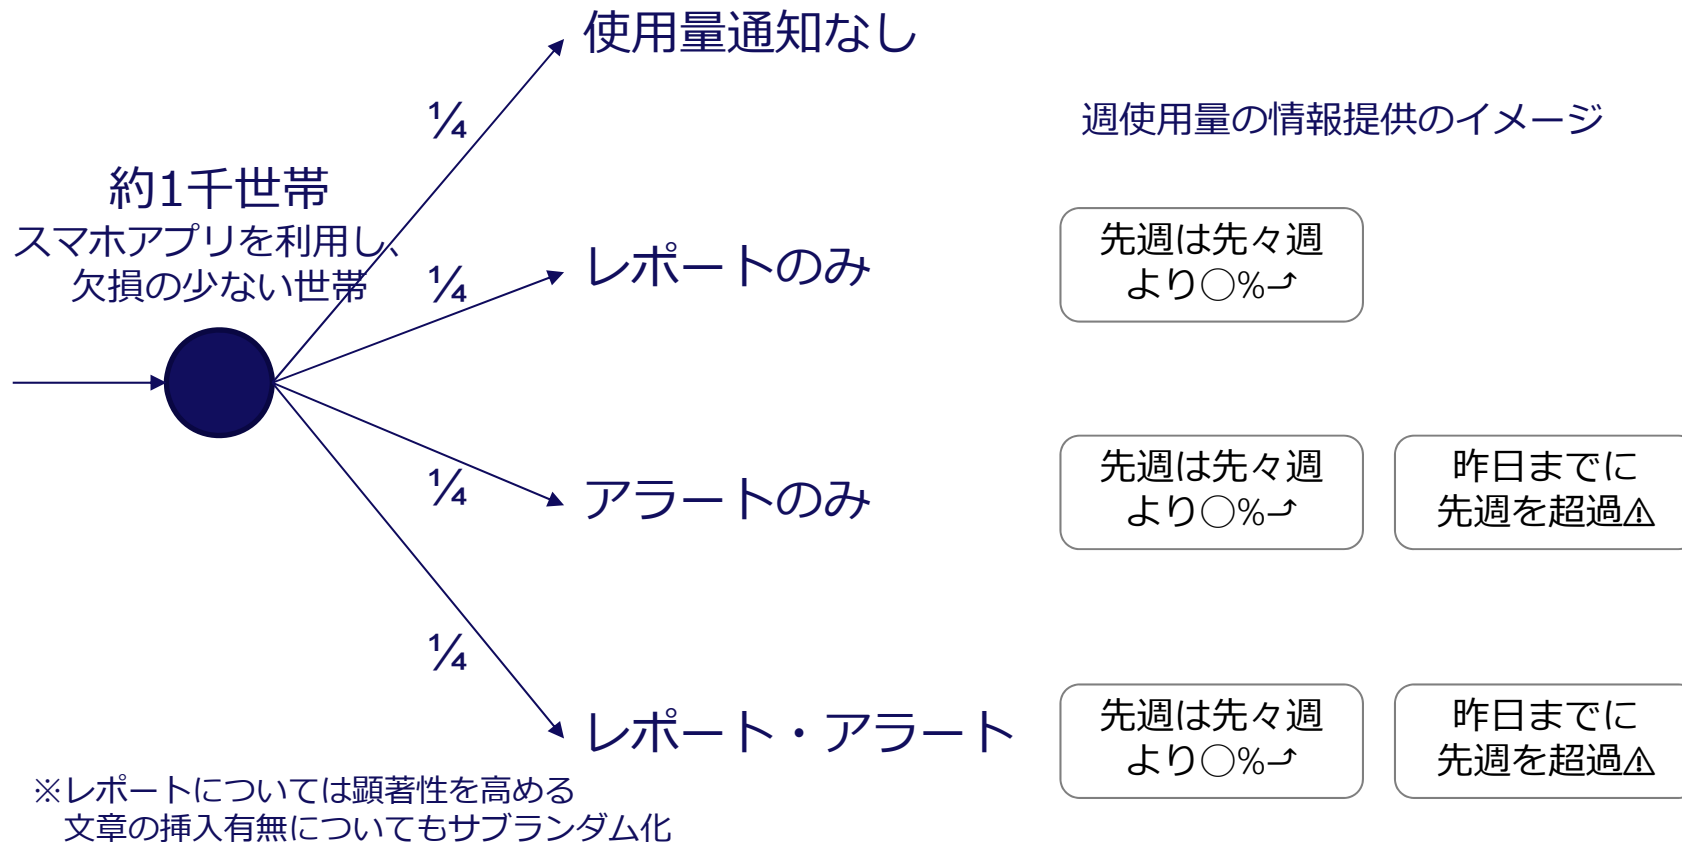 使用量通知なし
¼
週使用量の情報提供のイメージ
約1千世帯
スマホアプリを利用し、
欠損の少ない世帯
¼
レポートのみ
先週は先々週
より○%⤴
¼
アラートのみ
先週は先々週
より○%⤴
昨日までに
先週を超過⚠
¼
レポート・アラート
先週は先々週
より○%⤴
昨日までに
先週を超過⚠
※レポートについては顕著性を高める
文章の挿入有無についてもサブランダム化